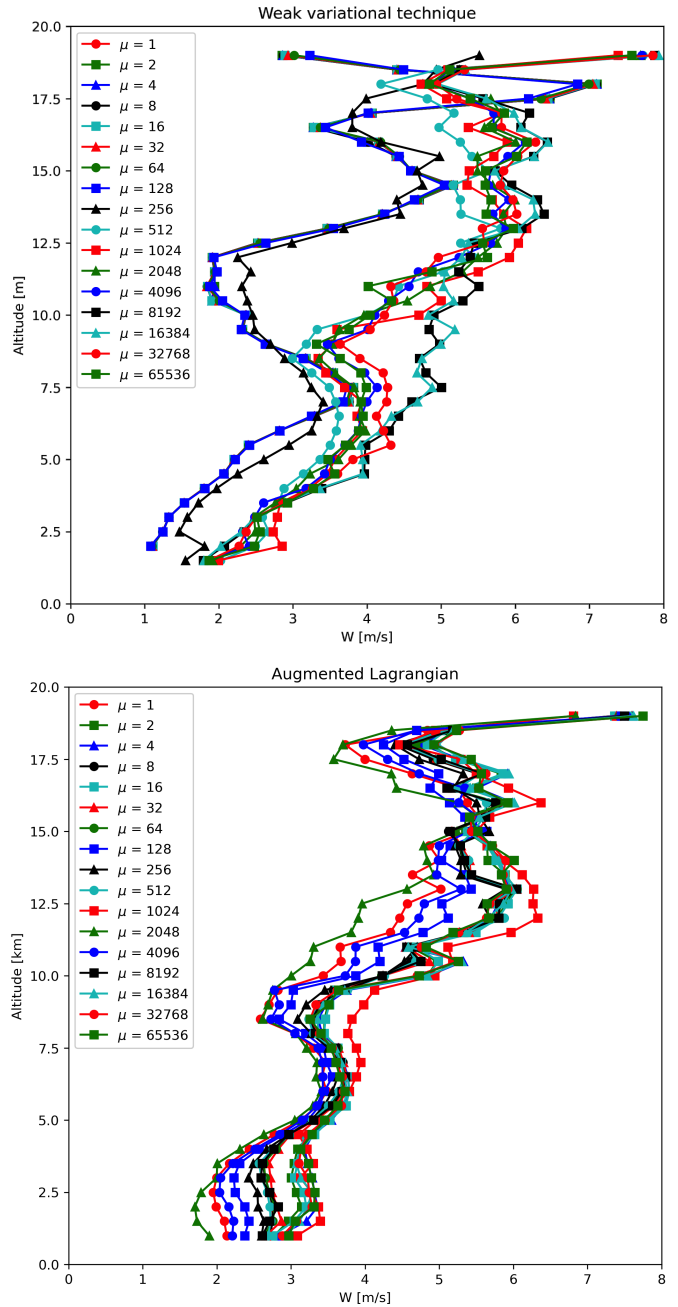 Weak variational technique
20.0
17.5
15.0
12.5
10.0
7.5
5.0
2.5
0.0
Altitude [m]
μ = 1
μ = 2
μ = 4
μ = 8
μ = 16
μ = 32
μ = 64
μ = 128
μ = 256
μ = 512
μ = 1024
μ = 2048
μ = 4096
μ = 8192
μ = 16384
μ = 32768
μ = 65536
0 1 2 3 4 5 6 7 8
W [m/s]
Augmented Lagrangian
20.0
17.5
15.0
12.5
10.0
7.5
5.0
2.5
0.0
Altitude [km]
μ = 1
μ = 2
μ = 4
μ = 8
μ = 16
μ = 32
μ = 64
μ = 128
μ = 256
μ = 512
μ = 1024
μ = 2048
μ = 4096
μ = 8192
μ = 16384
μ = 32768
μ = 65536
0 1 2 3 4 5 6 7 8
W [m/s]